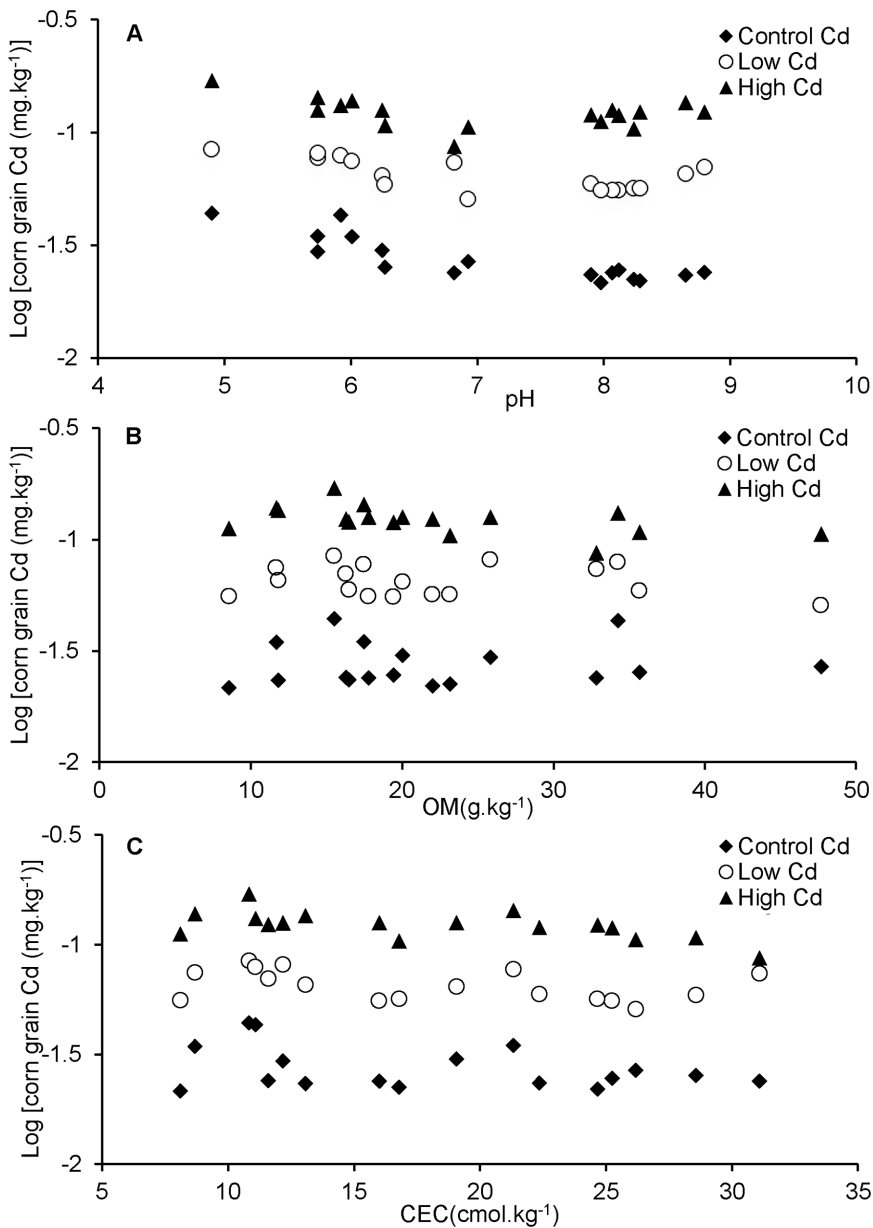 A
Control Cd
Low Cd
High Cd
Log [corn grain Cd (mg.kg⁻¹)]
-0.5
-1
-1.5
-2
4 5 6 7 8 9 10
pH
B
Control Cd
Low Cd
High Cd
Log [corn grain Cd (mg.kg⁻¹)]
-0.5
-1
-1.5
-2
0 10 20 30 40 50
OM(g.kg⁻¹)
C
Control Cd
Low Cd
High Cd
Log [corn grain Cd (mg.kg⁻¹)]
-0.5
-1
-1.5
-2
5 10 15 20 25 30 35
CEC(cmol.kg⁻¹)